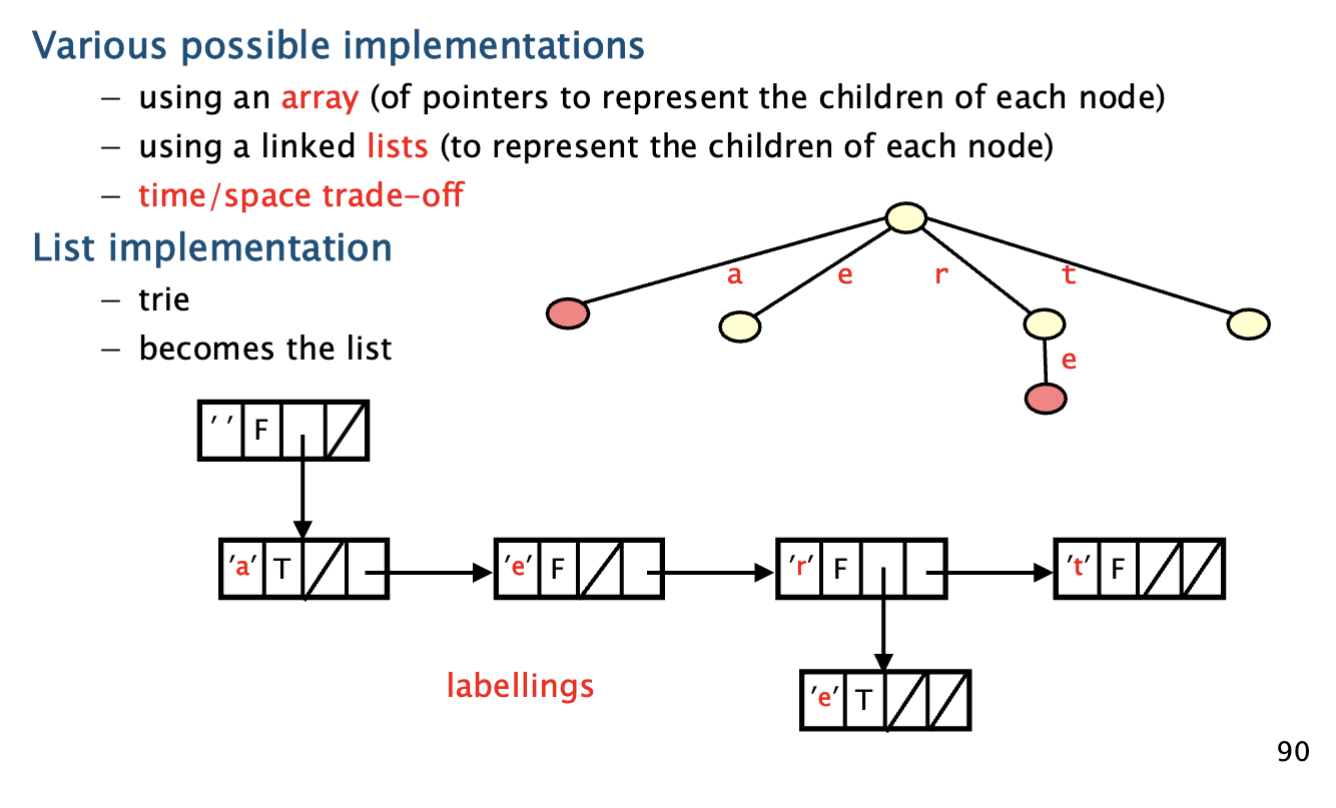 Various possible implementations
– using an array (of pointers to represent the children of each node)
– using a linked lists (to represent the children of each node)
– time/space trade-off
List implementation
– trie
– becomes the list
a e r t
e
′ ′ F
′a′ T ′e′ F ′r′ F ′t′ F
labellings
′e′ T
90